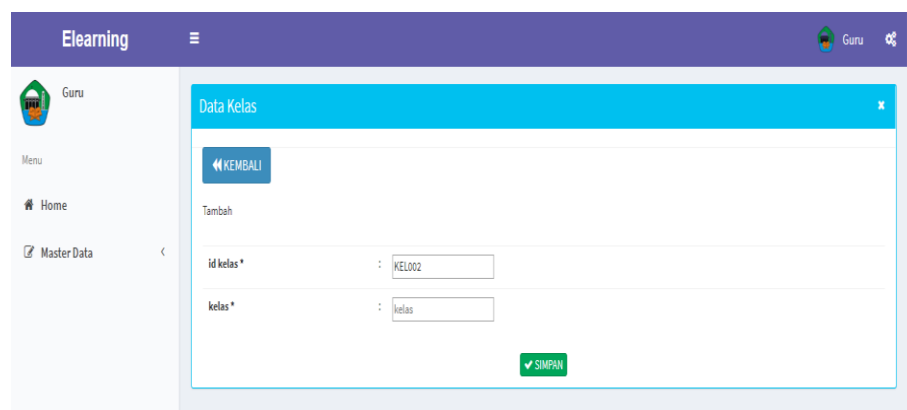 Elearning
Guru
Guru
Menu
Home
Master Data
Data Kelas
KEMBALI
Tambah
id kelas * : KEL002
kelas * : kelas
SIMPAN